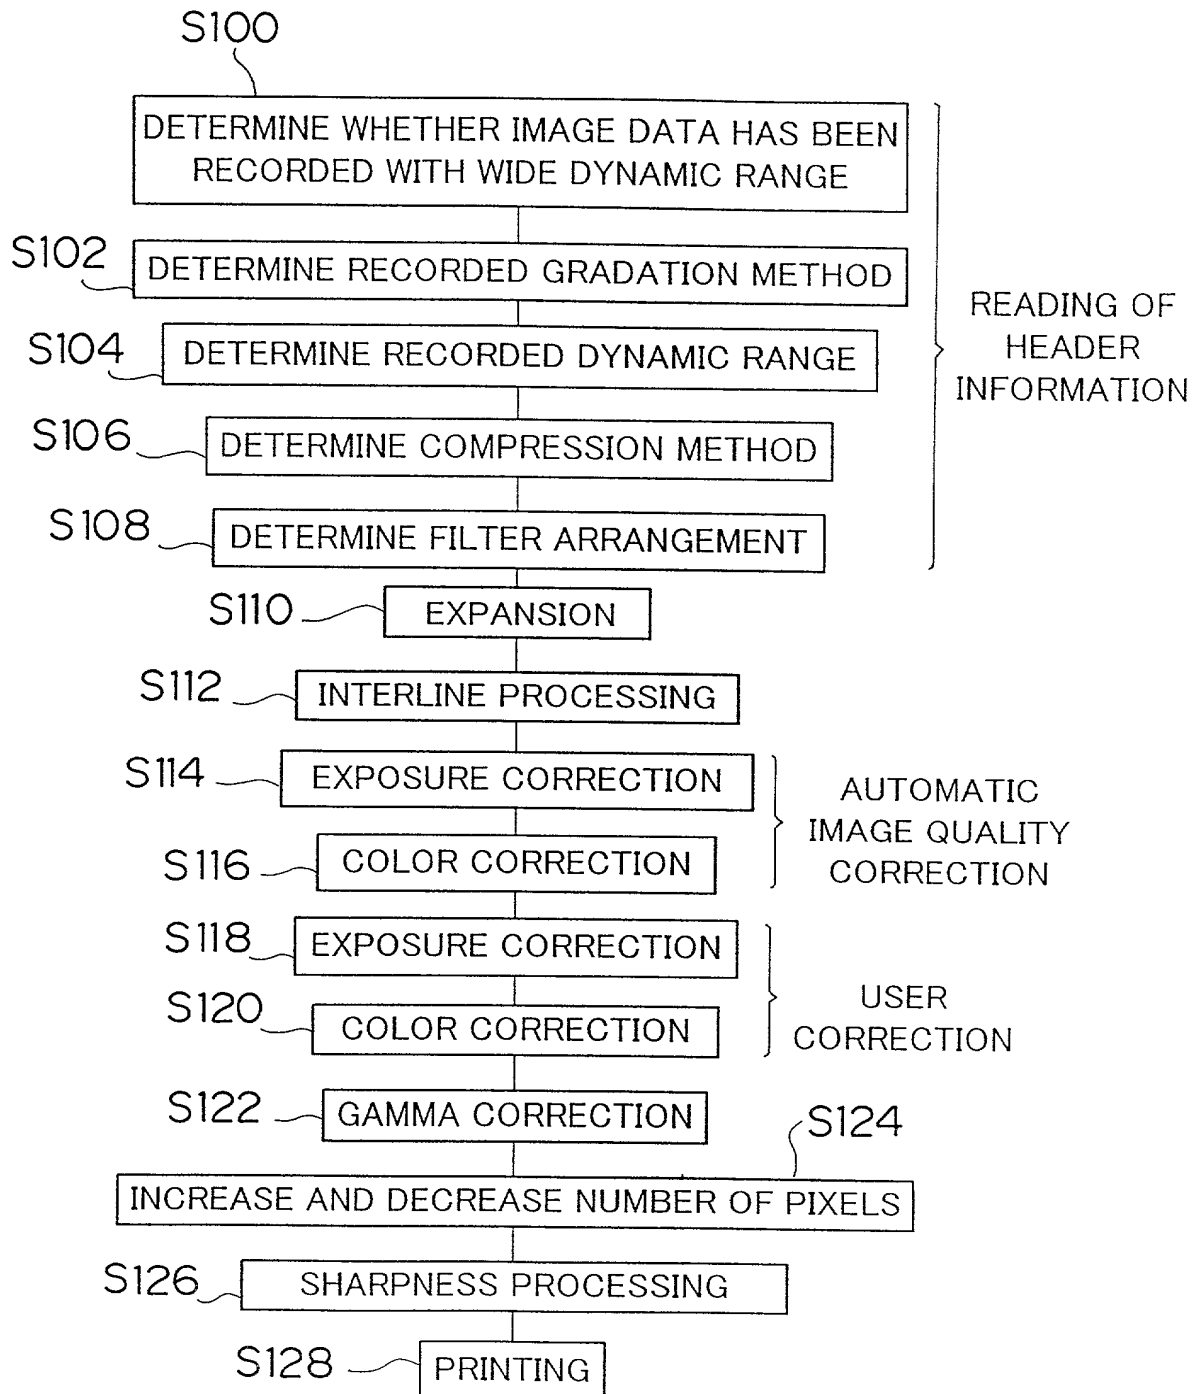 S100
DETERMINE WHETHER IMAGE DATA HAS BEEN
RECORDED WITH WIDE DYNAMIC RANGE
S102
DETERMINE RECORDED GRADATION METHOD
S104
DETERMINE RECORDED DYNAMIC RANGE
S106
DETERMINE COMPRESSION METHOD
S108
DETERMINE FILTER ARRANGEMENT
READING OF
HEADER
INFORMATION
S110
EXPANSION
S112
INTERLINE PROCESSING
S114
EXPOSURE CORRECTION
S116
COLOR CORRECTION
AUTOMATIC
IMAGE QUALITY
CORRECTION
S118
EXPOSURE CORRECTION
S120
COLOR CORRECTION
USER
CORRECTION
S122
GAMMA CORRECTION
S124
INCREASE AND DECREASE NUMBER OF PIXELS
S126
SHARPNESS PROCESSING
S128
PRINTING